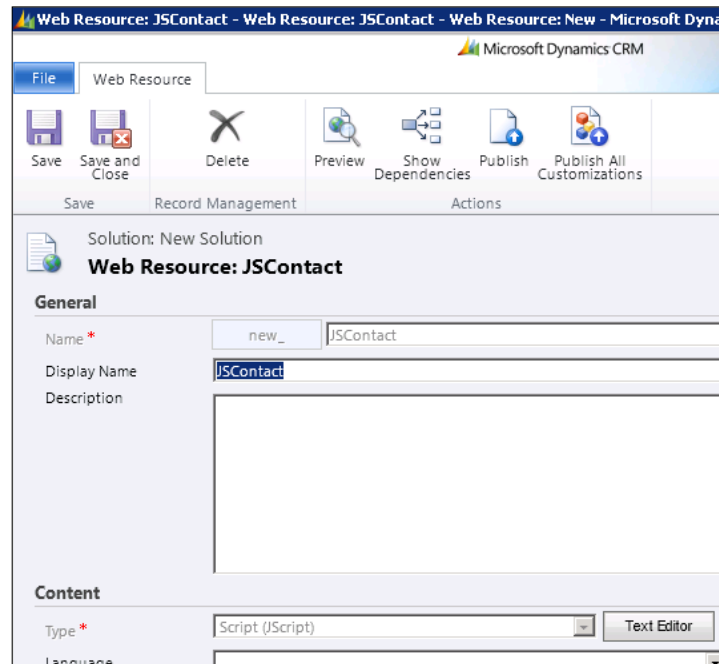 Web Resource: JSContact - Web Resource: JSContact - Web Resource: New - Microsoft Dyna
Microsoft Dynamics CRM
File Web Resource
Save Save and Close Delete Preview Show Dependencies Publish Publish All Customizations
Save Record Management Actions
Solution: New Solution
Web Resource: JSContact
General
Name * new_ JSContact
Display Name JSContact
Description
Content
Type * Script (JScript) Text Editor
Language